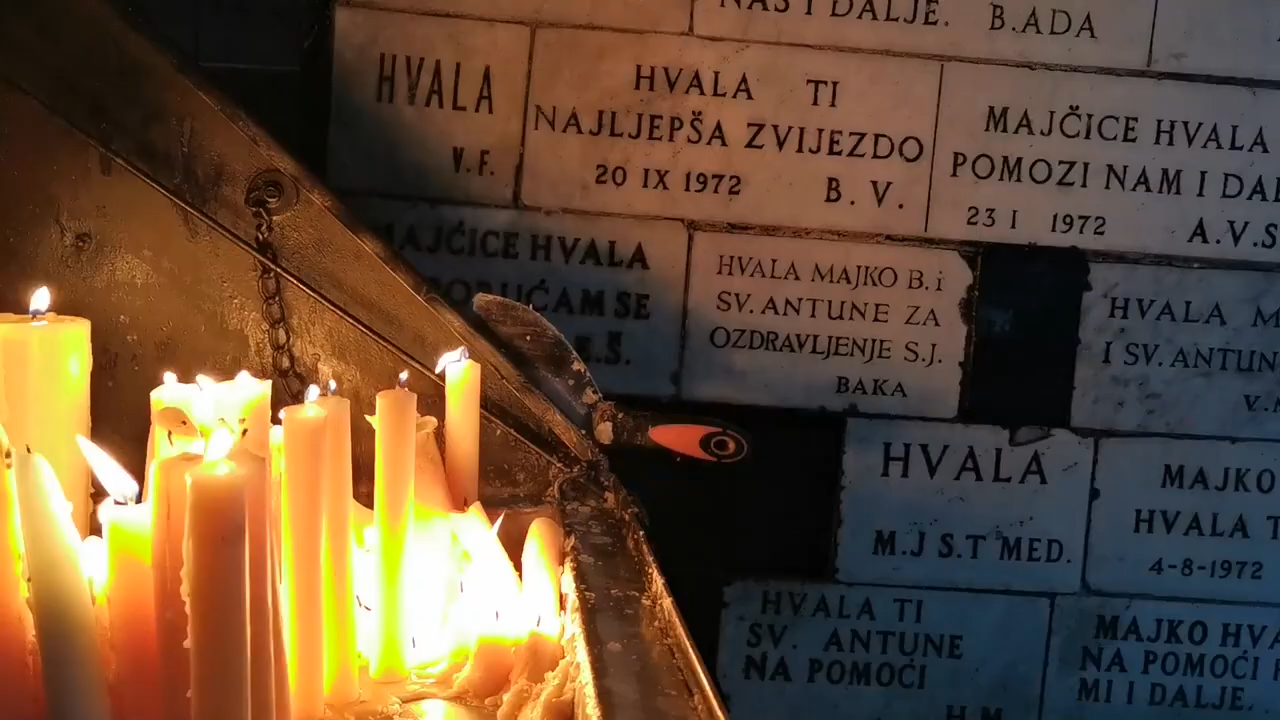 NAS I DALJE. B.ADA
HVALA
V.F.
HVALA TI
NAJLJEPŠA ZVIJEZDO
20 IX 1972 B. V.
MAJČICE HVALA
POMOZI NAM I DAL
23 I 1972
A.V.S
MAJČICE HVALA
PORUČAM SE
E.Š.
HVALA MAJKO B. i
SV. ANTUNE ZA
OZDRAVLJENJE S.J.
BAKA
HVALA M
I SV. ANTUN
V.
HVALA
M.J S.T MED.
MAJKO
HVALA T
4-8-1972
HVALA TI
SV. ANTUNE
NA POMOĆI
H.M.
MAJKO HVA
NA POMOĆI
MI I DALJE.